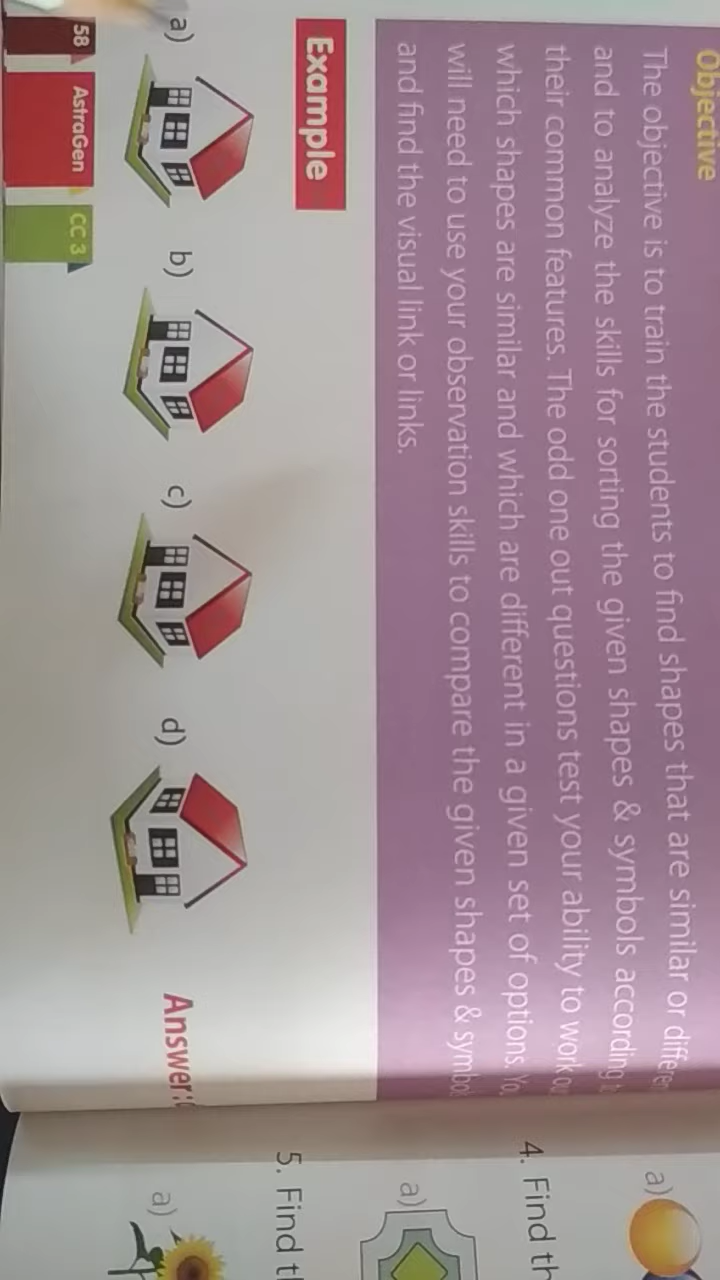 Objective
The objective is to train the students to find shapes that are similar or
and to analyze the skills for sorting the given shapes & symbols according
their common features. The odd one out questions test your ability to work
which shapes are similar and which are different in a given set of options.
will need to use your observation skills to compare the given shapes &
and find the visual link or links.
Example
a)
b)
c)
d)
Answer:
58
AstraGen
CC 3
a)
4. Find
a)
5. Find
a)